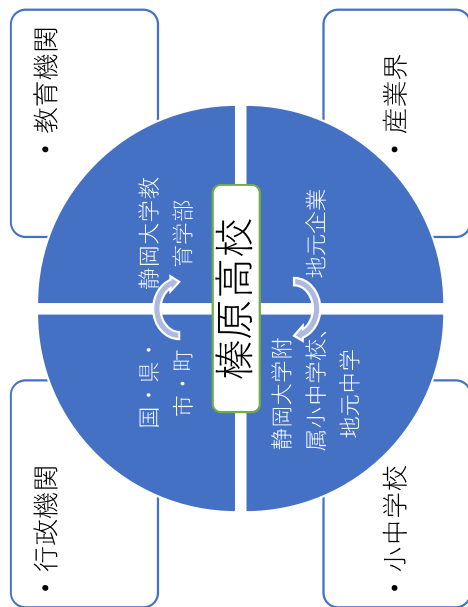 • 行政機関
• 教育機関
国・県・
市・町
静岡大学教
育学部
榛原高校
静岡大学附
属小中学校、
地元中学
地元企業
• 小中学校
• 産業界